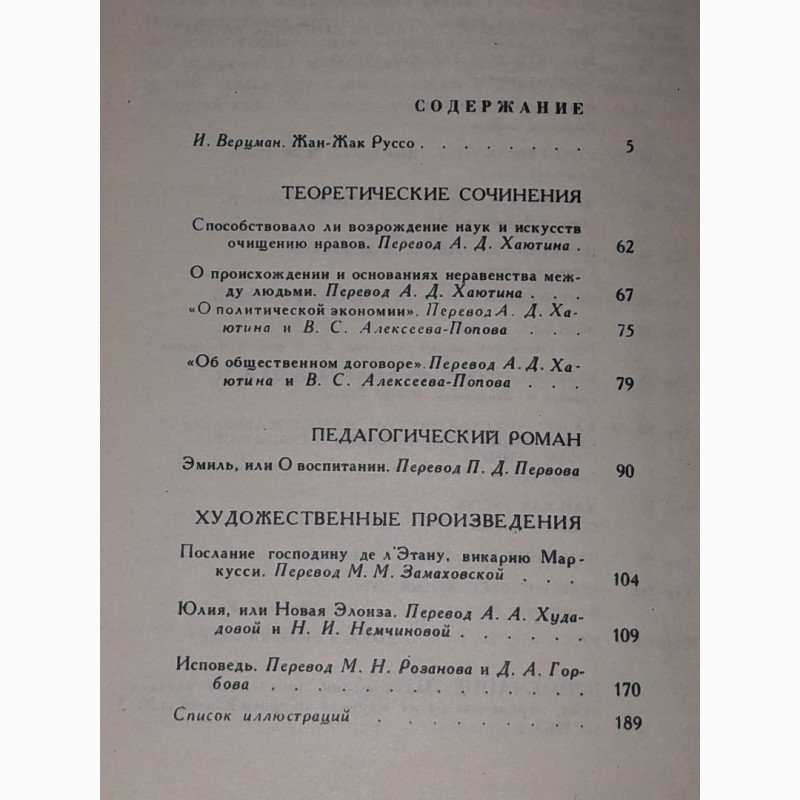 СОДЕРЖАНИЕ
И. Верцман. Жан-Жак Руссо . . . . . . . . 5
ТЕОРЕТИЧЕСКИЕ СОЧИНЕНИЯ
Способствовало ли возрождение наук и искусств
очищению нравов. Перевод А. Д. Хаютина . 62
О происхождении и основаниях неравенства меж-
ду людьми. Перевод А. Д. Хаютина . . . 67
«О политической экономии». Перевод А. Д. Ха-
ютина и В. С. Алексеева-Попова . . . 75
«Об общественном договоре». Перевод А. Д. Ха-
ютина и В. С. Алексеева-Попова . . . 79
ПЕДАГОГИЧЕСКИЙ РОМАН
Эмиль, или О воспитании. Перевод П. Д. Первова 90
ХУДОЖЕСТВЕННЫЕ ПРОИЗВЕДЕНИЯ
Послание господину де л'Этану, викарию Мар-
кусси. Перевод М. М. Замаховской . . . 104
Юлия, или Новая Элоиза. Перевод А. А. Худа-
довой и Н. И. Немчиновой . . . . . . 109
Исповедь. Перевод М. Н. Розанова и Д. А. Гор-
бова . . . . . . . . . . . . . 170
Список иллюстраций . . . . . . . . 189